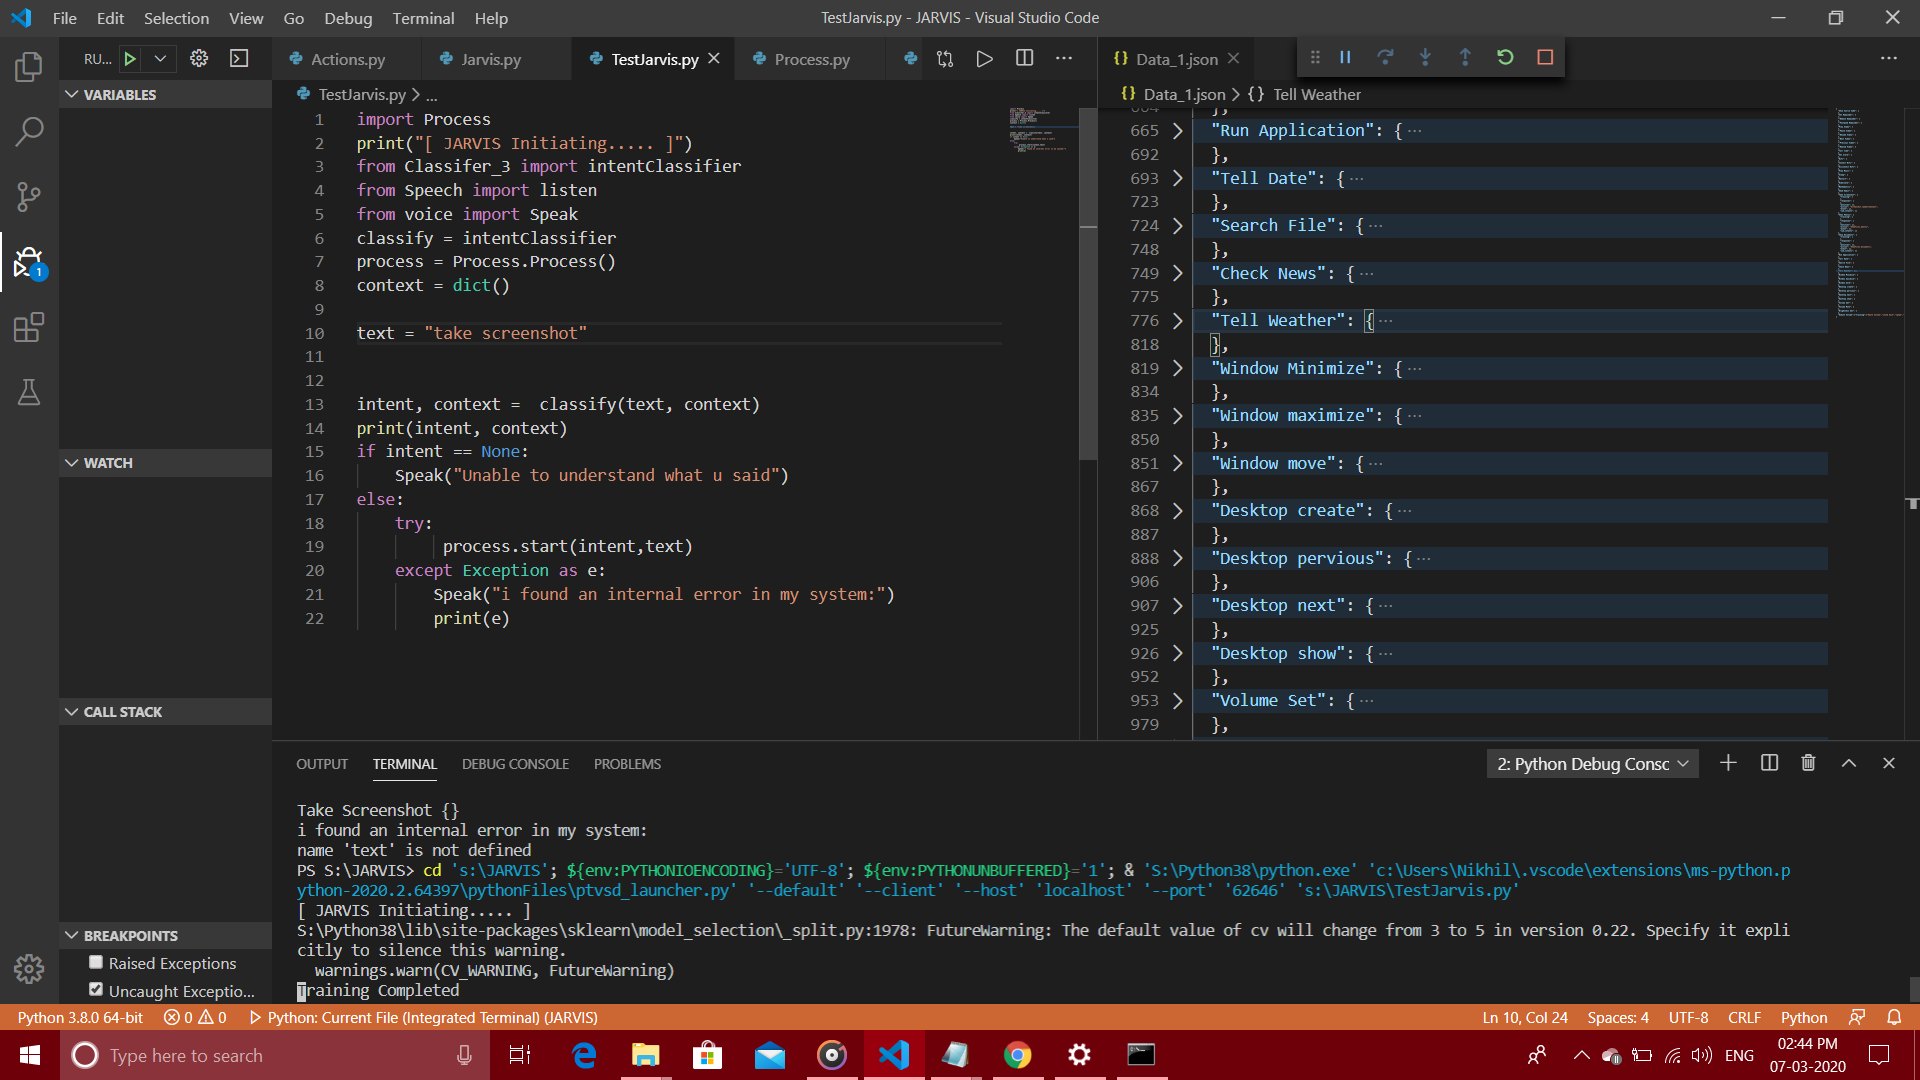 File Edit Selection View Go Debug Terminal Help
TestJarvis.py - JARVIS - Visual Studio Code
RU...
Actions.py
Jarvis.py
TestJarvis.py
Process.py
Data_1.json
VARIABLES
WATCH
CALL STACK
BREAKPOINTS
Raised Exceptions
Uncaught Exceptio...
1
TestJarvis.py > ...
1 import Process
2 print("[ JARVIS Initiating..... ]")
3 from Classifer_3 import intentClassifier
4 from Speech import listen
5 from voice import Speak
6 classify = intentClassifier
7 process = Process.Process()
8 context = dict()
9
10 text = "take screenshot"
11
12
13 intent, context =  classify(text, context)
14 print(intent, context)
15 if intent == None:
16     Speak("Unable to understand what u said")
17 else:
18     try:
19          process.start(intent,text)
20     except Exception as e:
21         Speak("i found an internal error in my system:")
22         print(e)
Data_1.json > {} Tell Weather
664 },
665 "Run Application": { ...
692 },
693 "Tell Date": { ...
723 },
724 "Search File": { ...
748 },
749 "Check News": { ...
775 },
776 "Tell Weather": { ...
818 },
819 "Window Minimize": { ...
834 },
835 "Window maximize": { ...
850 },
851 "Window move": { ...
867 },
868 "Desktop create": { ...
887 },
888 "Desktop pervious": { ...
906 },
907 "Desktop next": { ...
925 },
926 "Desktop show": { ...
952 },
953 "Volume Set": { ...
979 },
OUTPUT TERMINAL DEBUG CONSOLE PROBLEMS
2: Python Debug Consc
Take Screenshot {}
i found an internal error in my system:
name 'text' is not defined
PS S:\JARVIS> cd 's:\JARVIS'; ${env:PYTHONIOENCODING}='UTF-8'; ${env:PYTHONUNBUFFERED}='1'; & 'S:\Python38\python.exe' 'c:\Users\Nikhil\.vscode\extensions\ms-python.p
ython-2020.2.64397\pythonFiles\ptvsd_launcher.py' '--default' '--client' '--host' 'localhost' '--port' '62646' 's:\JARVIS\TestJarvis.py'
[ JARVIS Initiating..... ]
S:\Python38\lib\site-packages\sklearn\model_selection\_split.py:1978: FutureWarning: The default value of cv will change from 3 to 5 in version 0.22. Specify it expli
citly to silence this warning.
  warnings.warn(CV_WARNING, FutureWarning)
Training Completed
Python 3.8.0 64-bit 0 0 Python: Current File (Integrated Terminal) (JARVIS)
Ln 10, Col 24 Spaces: 4 UTF-8 CRLF Python
Type here to search
ENG
02:44 PM
07-03-2020